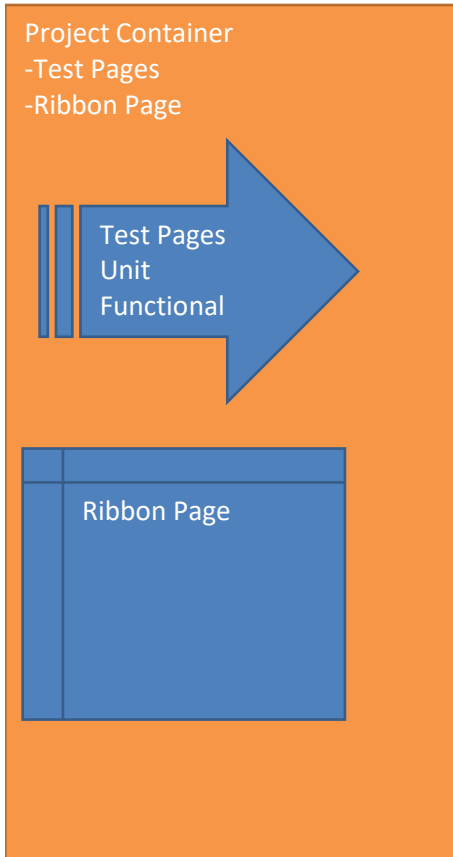 Project Container
-Test Pages
-Ribbon Page
Test Pages
Unit
Functional
Ribbon Page